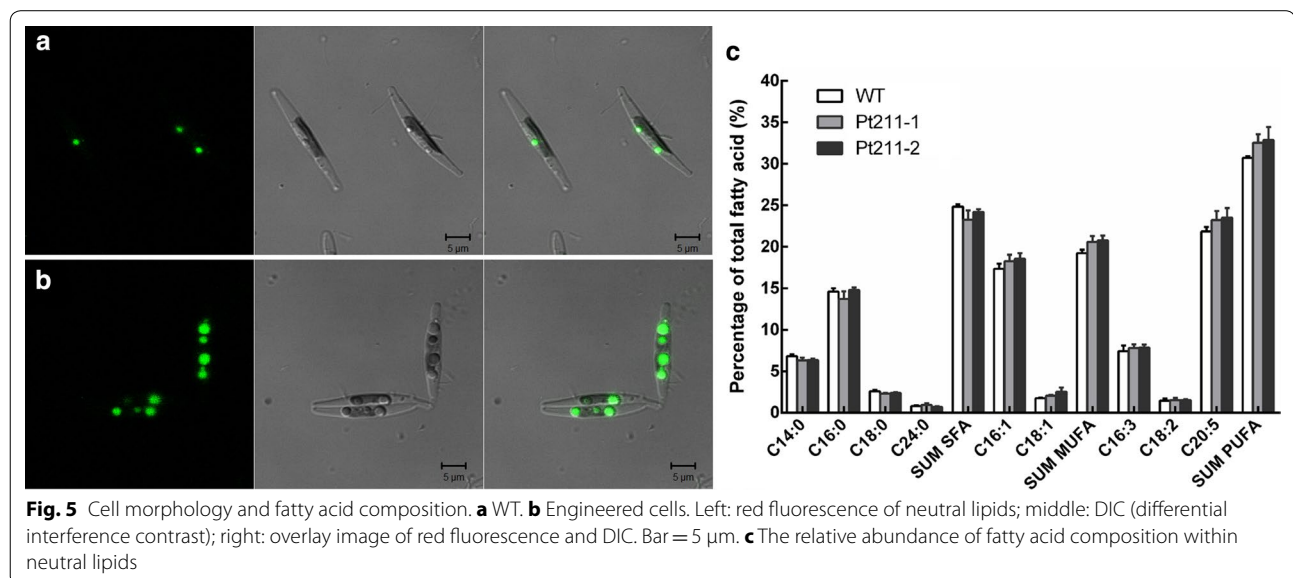 a
5 µm
5 µm
b
5 µm
5 µm
c
Percentage of total fatty acid (%)
40
35
30
25
20
15
10
5
0
WT
Pt211-1
Pt211-2
C14:0
C16:0
C18:0
C24:0
SUM SFA
C16:1
C18:1
SUM MUFA
C16:3
C18:2
C20:5
SUM PUFA
Fig. 5 Cell morphology and fatty acid composition. a WT. b Engineered cells. Left: red fluorescence of neutral lipids; middle: DIC (differential
interference contrast); right: overlay image of red fluorescence and DIC. Bar = 5 µm. c The relative abundance of fatty acid composition within
neutral lipids